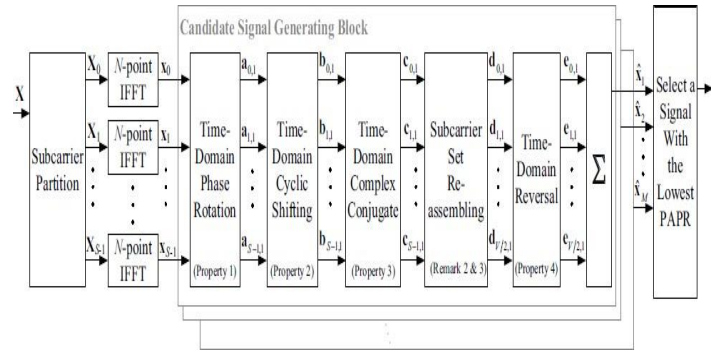 Candidate Signal Generating Block
X
Subcarrier
Partition
X0
X1
XS-1
N-point
IFFT
N-point
IFFT
N-point
IFFT
x0
x1
xS-1
Time-
Domain
Phase
Rotation
(Property 1)
a0,1
a1,1
aS-1,1
Time-
Domain
Cyclic
Shifting
(Property 2)
b0,1
b1,1
bS-1,1
Time-
Domain
Complex
Conjugate
(Property 3)
c0,1
c1,1
cS-1,1
Subcarrier
Set
Re-
assembling
(Remark 2 & 3)
d0,1
d1,1
dV/2,1
Time-
Domain
Reversal
(Property 4)
e0,1
e1,1
eV/2,1
Σ
x̂1
x̂2
x̂M
Select a
Signal
With
the
Lowest
PAPR